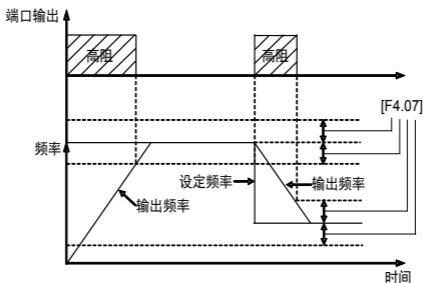 端口输出
高阻
高阻
[F4.07]
频率
设定频率
输出频率
输出频率
时间